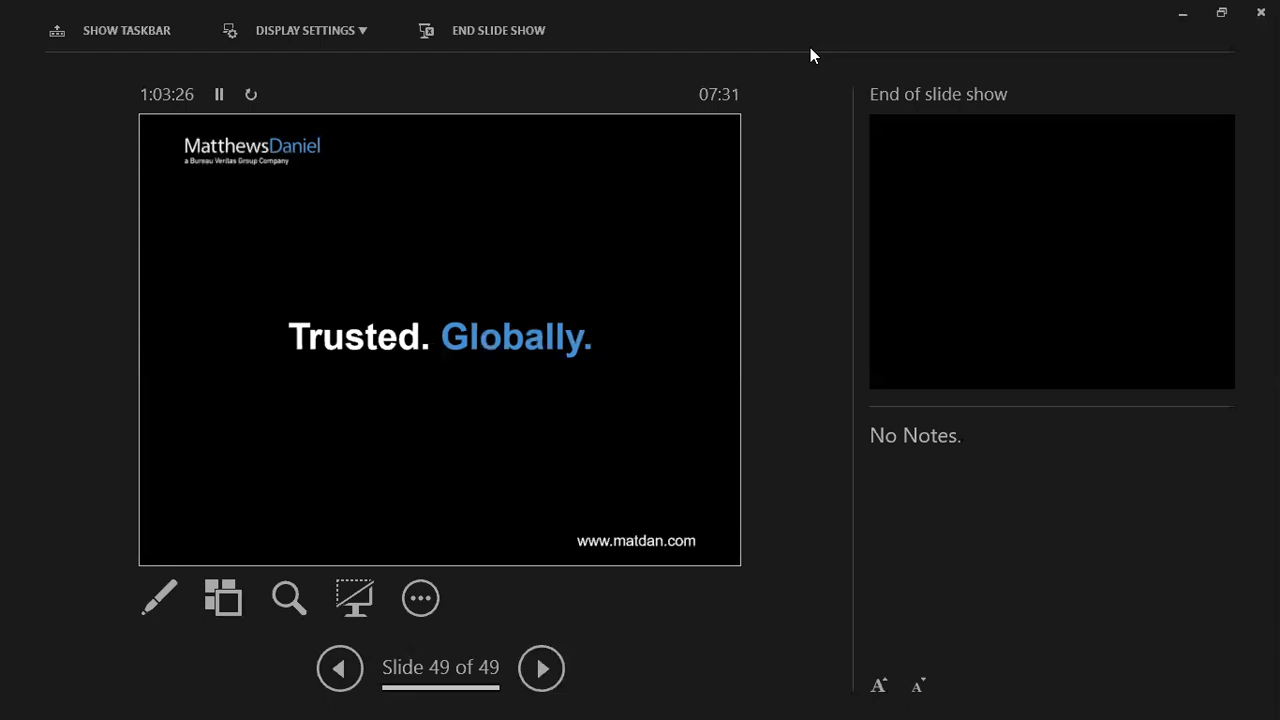 SHOW TASKBAR
DISPLAY SETTINGS ▼
END SLIDE SHOW
1:03:26
07:31
End of slide show
MatthewsDaniel
a Bureau Veritas Group Company
Trusted. Globally.
www.matdan.com
No Notes.
Slide 49 of 49
A A